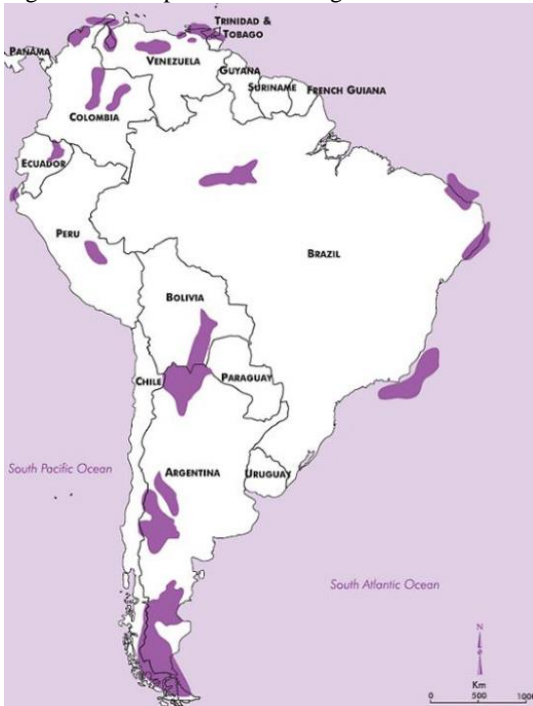 TRINIDAD &
TOBAGO
PANAMA
VENEZUELA
GUYANA
SURINAME
FRENCH GUIANA
COLOMBIA
ECUADOR
PERU
BRAZIL
BOLIVIA
CHILE
PARAGUAY
South Pacific Ocean
ARGENTINA
URUGUAY
South Atlantic Ocean
N
Km
0 500 1000